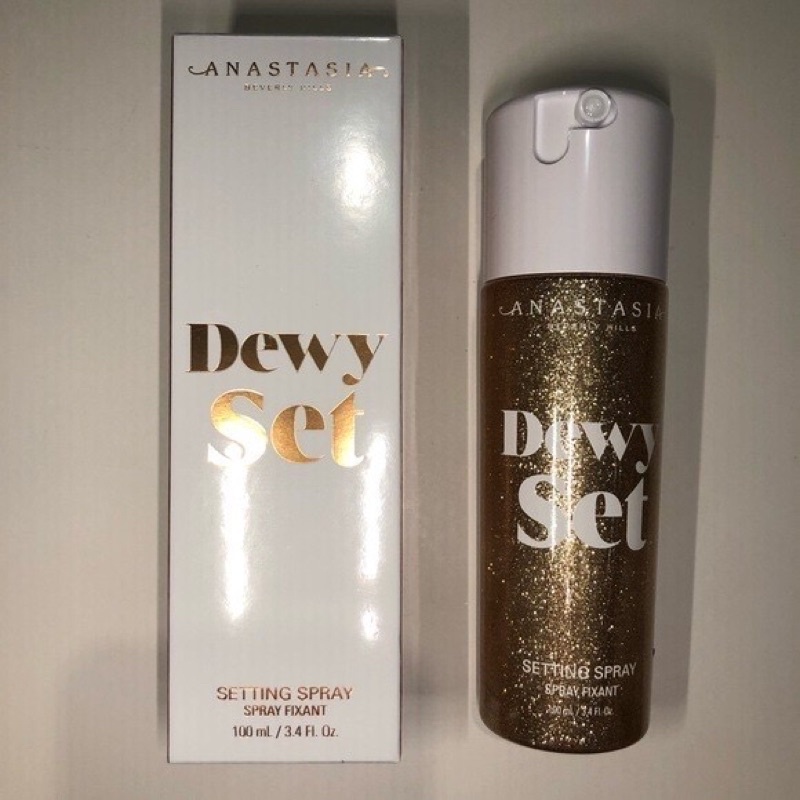 ANASTASIA
BEVERLY HILLS
Dewy
Set
SETTING SPRAY
SPRAY FIXANT
100 mL / 3.4 Fl. Oz.
ANASTASIA
BEVERLY HILLS
Dewy
Set
SETTING SPRAY
SPRAY FIXANT
100 mL / 3.4 Fl. Oz.